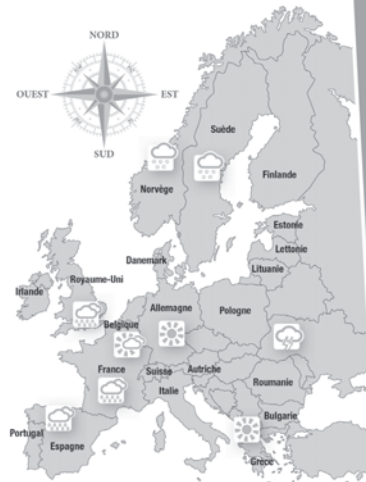 NORD
OUEST
EST
SUD
Suède
Finlande
Norvège
Estonie
Lettonie
Danemark
Lituanie
Royaume-Uni
Irlande
Allemagne
Pologne
Belgique
France
Suisse
Autriche
Roumanie
Italie
Bulgarie
Portugal
Espagne
Grèce